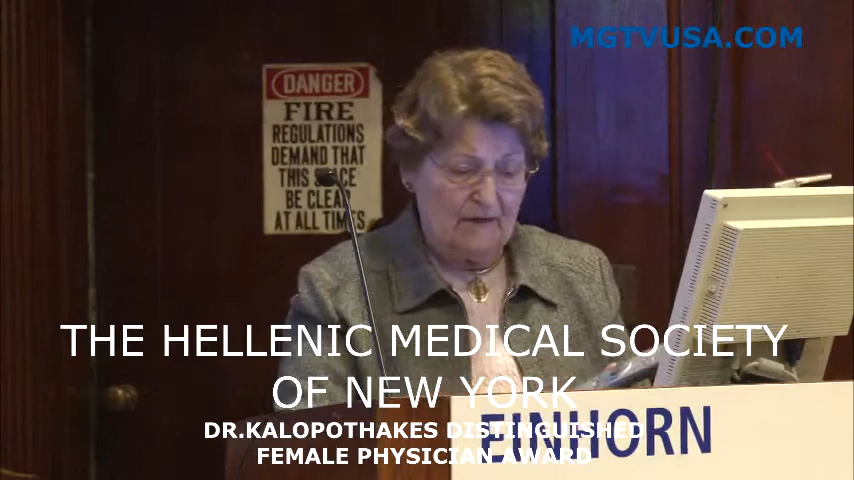 MGTVUSA.COM
DANGER
FIRE
REGULATIONS
DEMAND THAT
THIS SPACE
BE CLEAR
AT ALL TIMES
THE HELLENIC MEDICAL SOCIETY
OF NEW YORK
DR.KALOPOTHAKES DISTINGUISHED
FEMALE PHYSICIAN AWARD
EINHORN